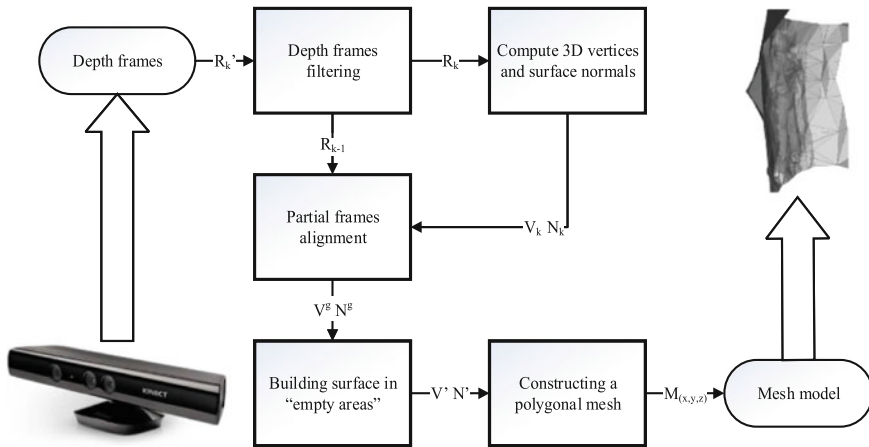 Depth frames
R_k'
Depth frames
filtering
R_k
Compute 3D vertices
and surface normals
R_{k-1}
Partial frames
alignment
V_k N_k
V^g N^g
KINECT
Building surface in
“empty areas”
V' N'
Constructing a
polygonal mesh
M_{(x,y,z)}
Mesh model